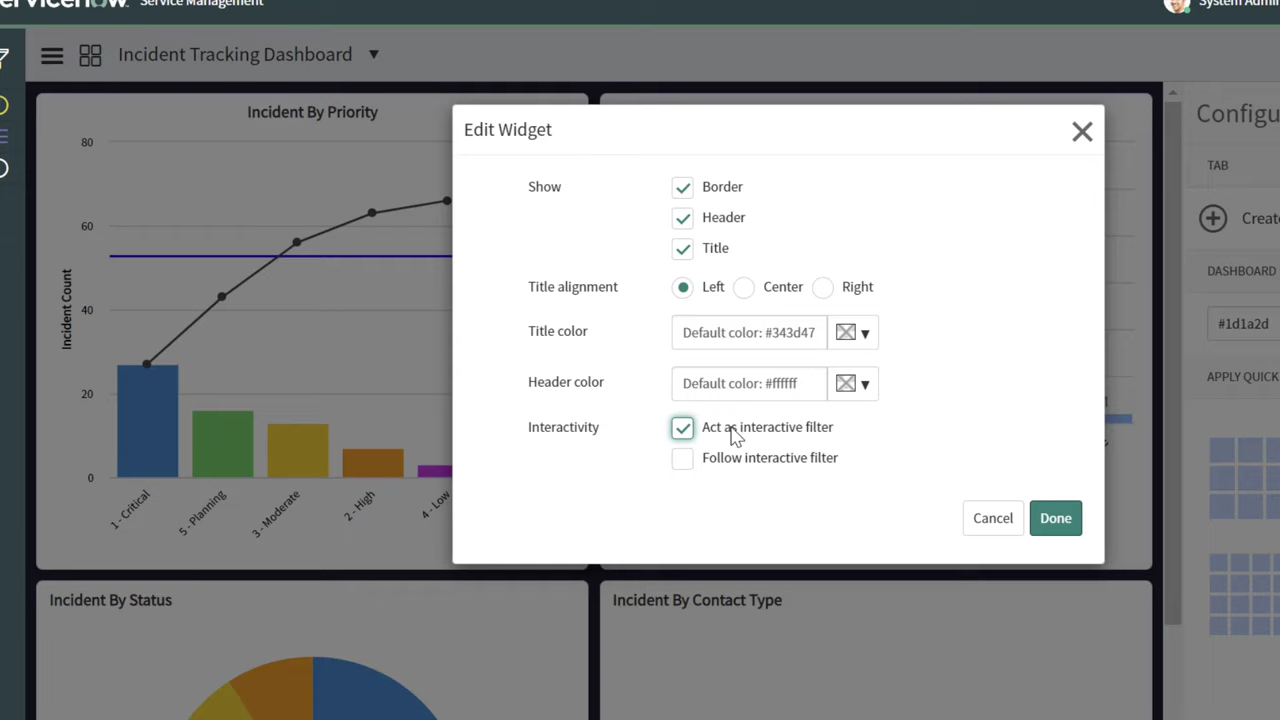 servicenow Service Management
System Admi
Incident Tracking Dashboard
Incident By Priority
80
60
40
20
0
Incident Count
1 - Critical
5 - Planning
3 - Moderate
2 - High
4 - Low
Edit Widget
Show
Border
Header
Title
Title alignment
Left
Center
Right
Title color
Default color: #343d47
Header color
Default color: #ffffff
Interactivity
Act as interactive filter
Follow interactive filter
Cancel
Done
Configu
TAB
Create
DASHBOARD
#1d1a2d
APPLY QUICK
Incident By Status
Incident By Contact Type